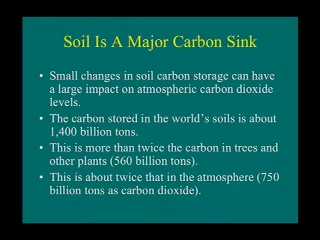 Soil Is A Major Carbon Sink
• Small changes in soil carbon storage can have
a large impact on atmospheric carbon dioxide
levels.
• The carbon stored in the world's soils is about
1,400 billion tons.
• This is more than twice the carbon in trees and
other plants (560 billion tons).
• This is about twice that in the atmosphere (750
billion tons as carbon dioxide).